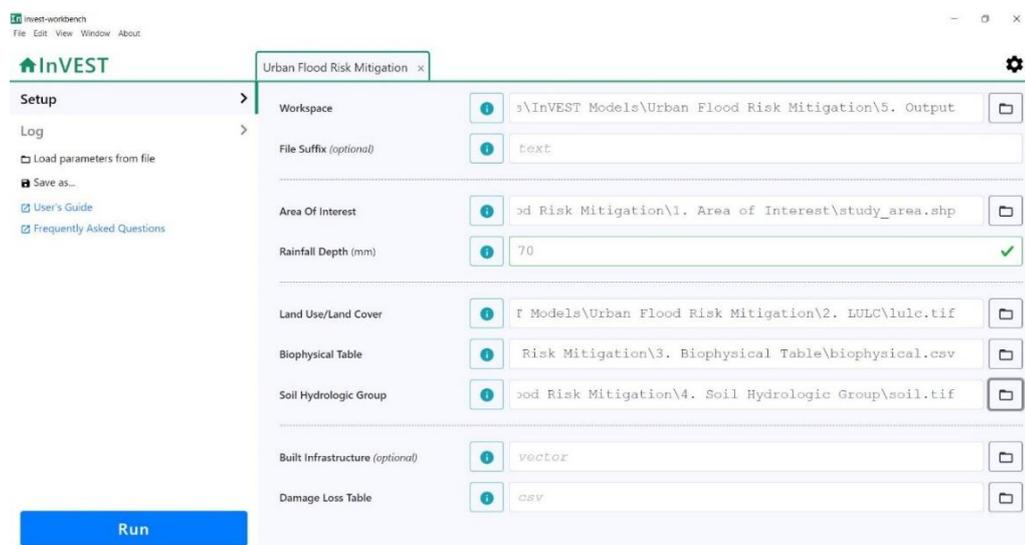 invest-workbench
File Edit View Window About
InVEST
Urban Flood Risk Mitigation ×
Setup
Log
Load parameters from file
Save as...
User's Guide
Frequently Asked Questions
Workspace s\InVEST Models\Urban Flood Risk Mitigation\5. Output
File Suffix (optional) text
Area Of Interest od Risk Mitigation\1. Area of Interest\study_area.shp
Rainfall Depth (mm) 70
Land Use/Land Cover T Models\Urban Flood Risk Mitigation\2. LULC\lulc.tif
Biophysical Table Risk Mitigation\3. Biophysical Table\biophysical.csv
Soil Hydrologic Group ood Risk Mitigation\4. Soil Hydrologic Group\soil.tif
Built Infrastructure (optional) vector
Damage Loss Table csv
Run